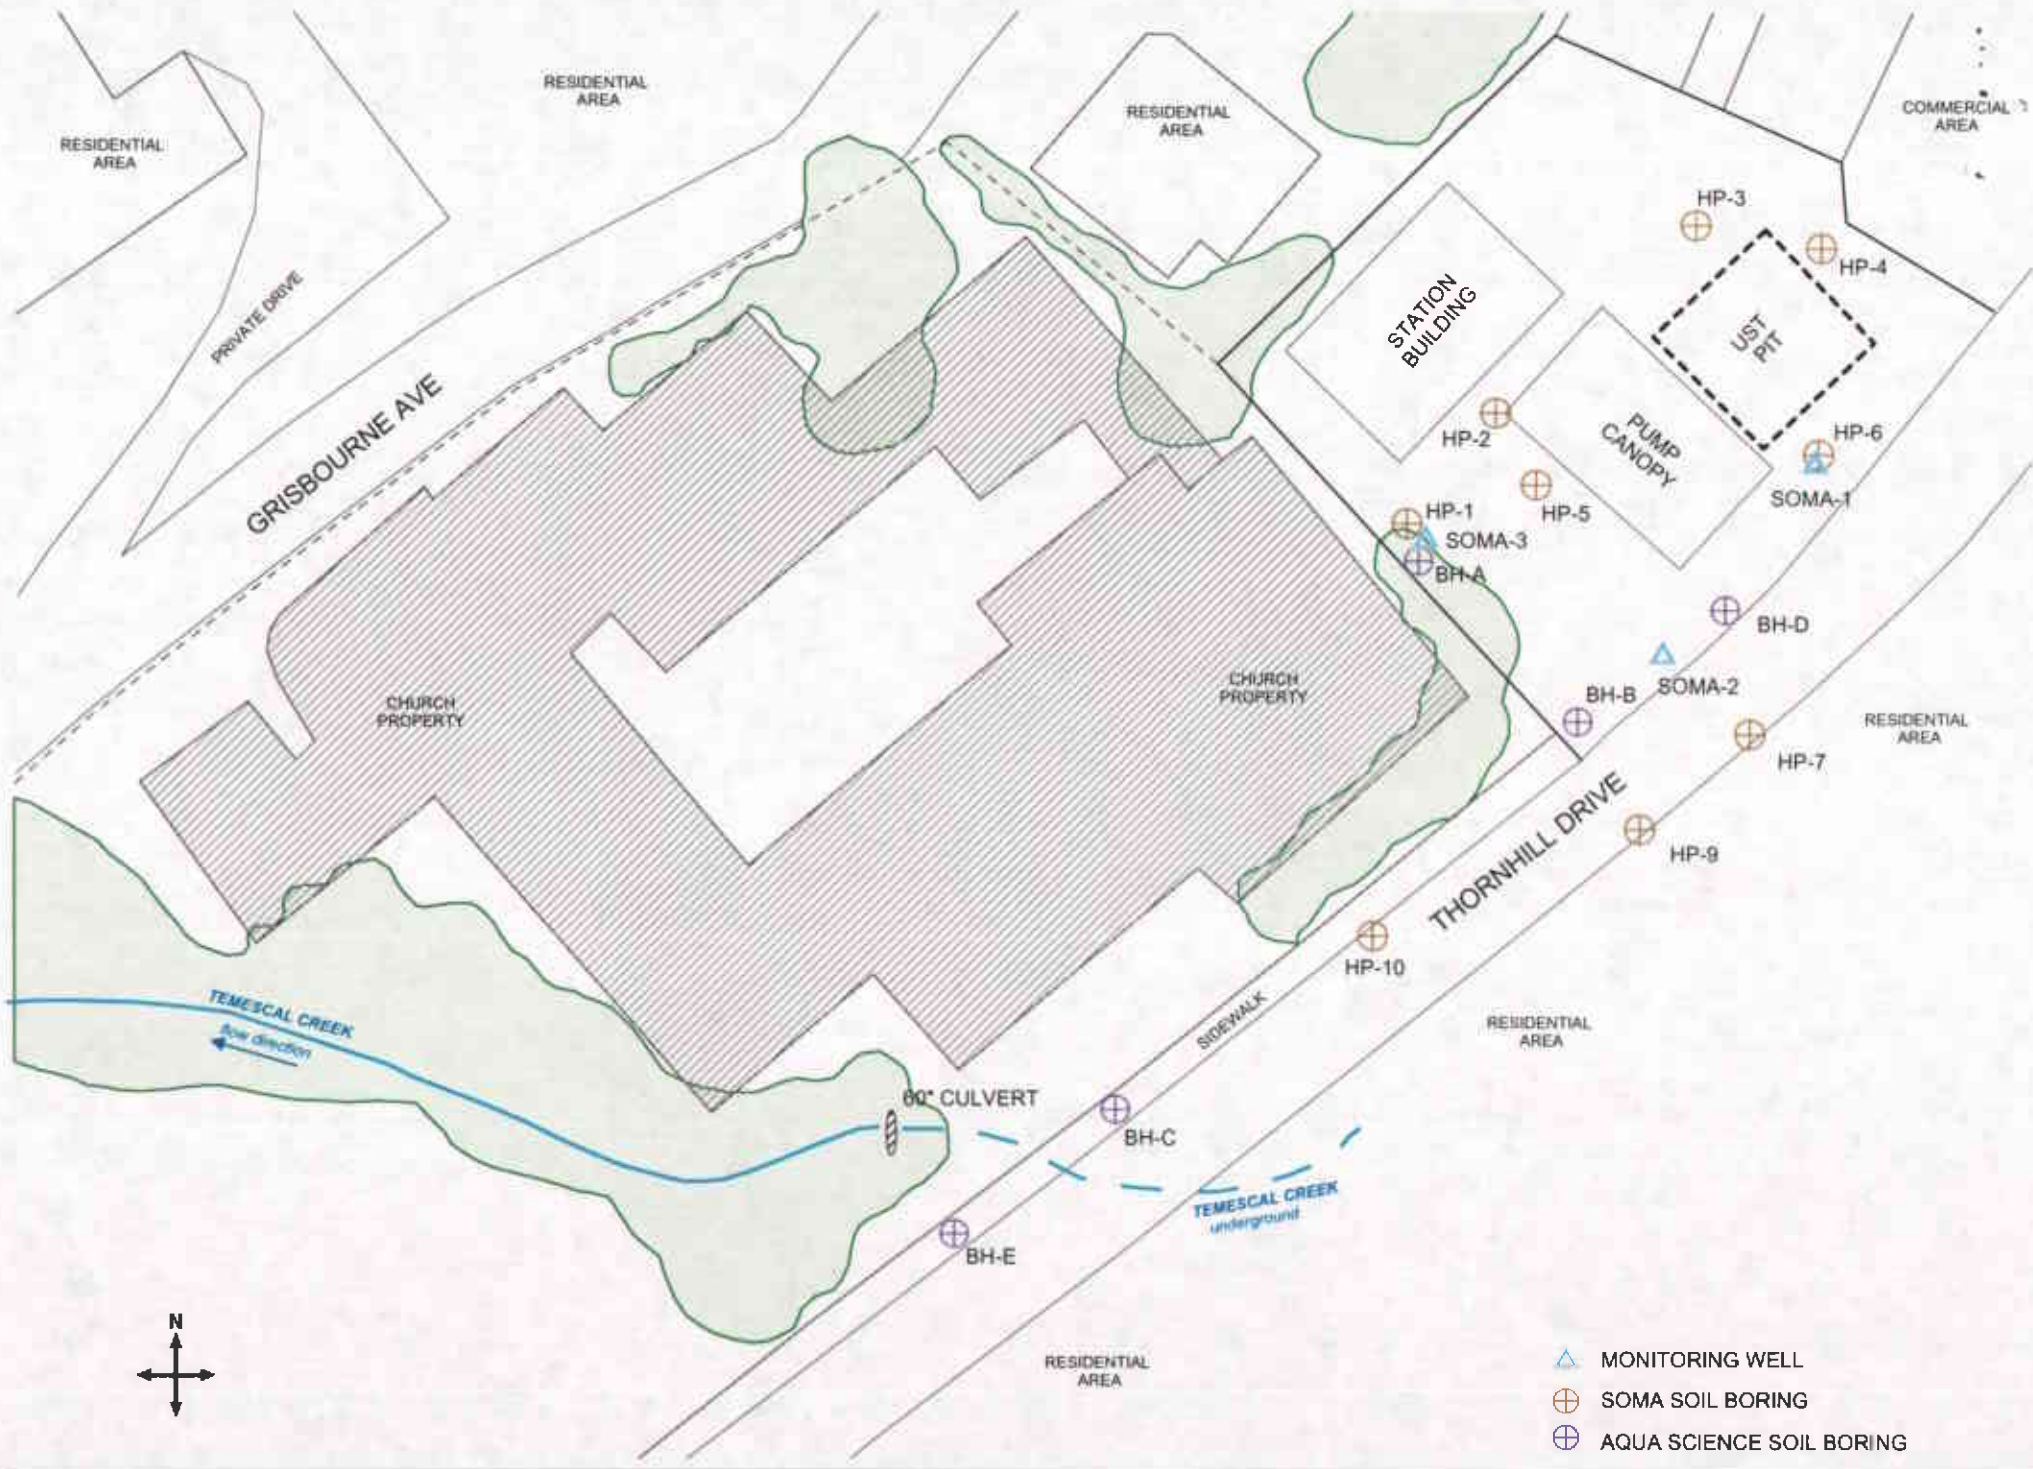 RESIDENTIAL
AREA
RESIDENTIAL
AREA
RESIDENTIAL
AREA
COMMERCIAL
AREA
HP-3
HP-4
PRIVATE DRIVE
STATION
BUILDING
UST
PIT
GRISBOURNE AVE
HP-2
PUMP
CANOPY
HP-6
SOMA-1
HP-1
HP-5
SOMA-3
BH-A
BH-D
CHURCH
PROPERTY
CHURCH
PROPERTY
BH-B
SOMA-2
RESIDENTIAL
AREA
HP-7
THORNHILL DRIVE
HP-9
HP-10
TEMESCAL CREEK
flow direction
SIDEWALK
RESIDENTIAL
AREA
60" CULVERT
BH-C
TEMESCAL CREEK
underground
BH-E
N
RESIDENTIAL
AREA
MONITORING WELL
SOMA SOIL BORING
AQUA SCIENCE SOIL BORING